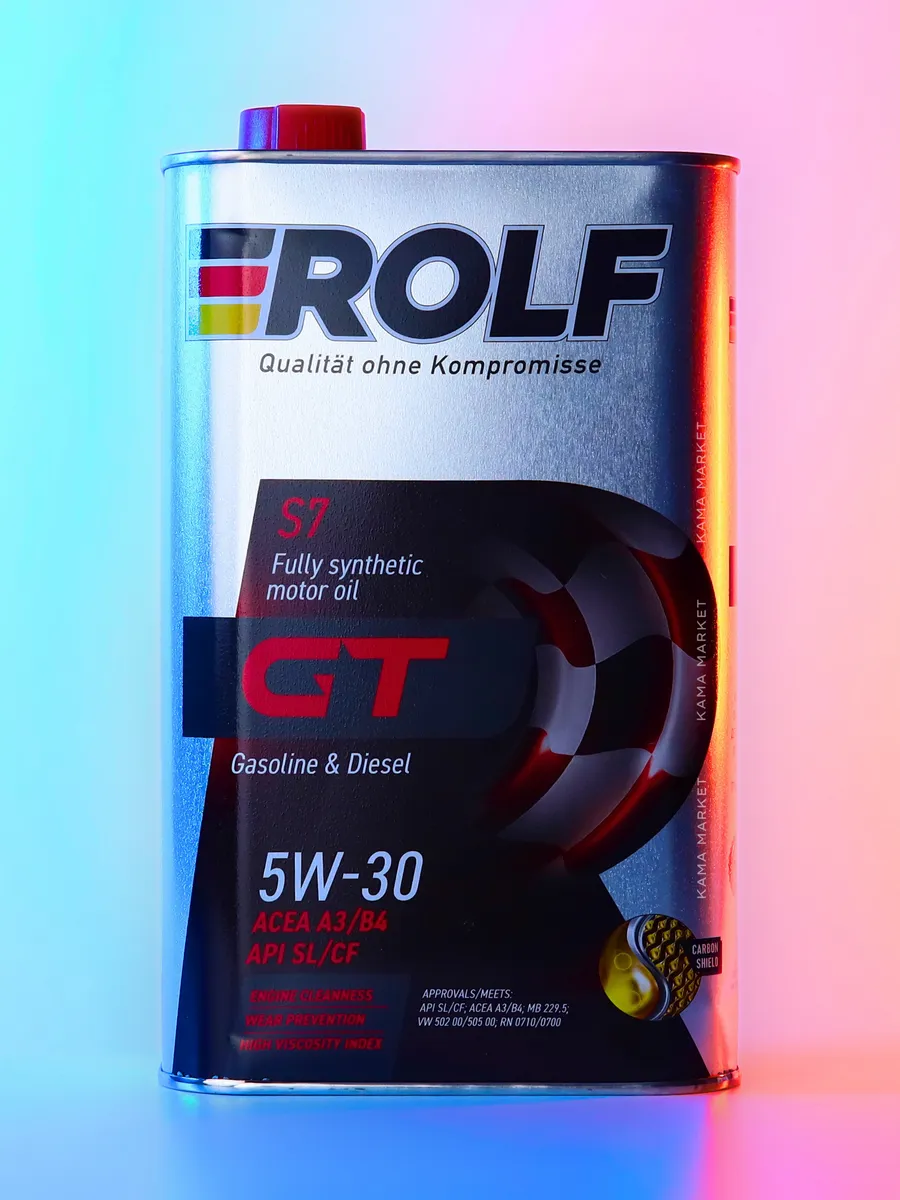 ROLF
Qualität ohne Kompromisse
S7
Fully synthetic
motor oil
GT
Gasoline & Diesel
5W-30
ACEA A3/B4
API SL/CF
ENGINE CLEANNESS
WEAR PREVENTION
HIGH VISCOSITY INDEX
APPROVALS/MEETS:
API SL/CF; ACEA A3/B4; MB 229.5;
VW 502 00/505 00; RN 0710/0700
CARBON
SHIELD
KAMA MARKET
KAMA MARKET
KAMA MARKET